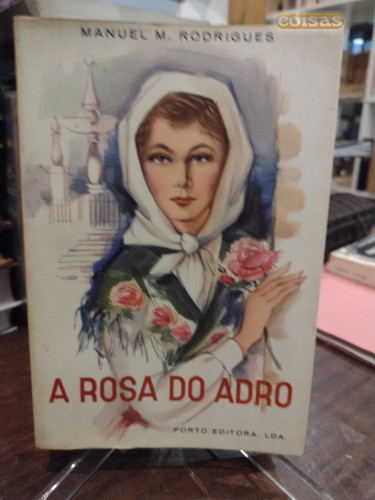 coisas
MANUEL M. RODRIGUES
A ROSA DO ADRO
PORTO EDITORA, LDA.